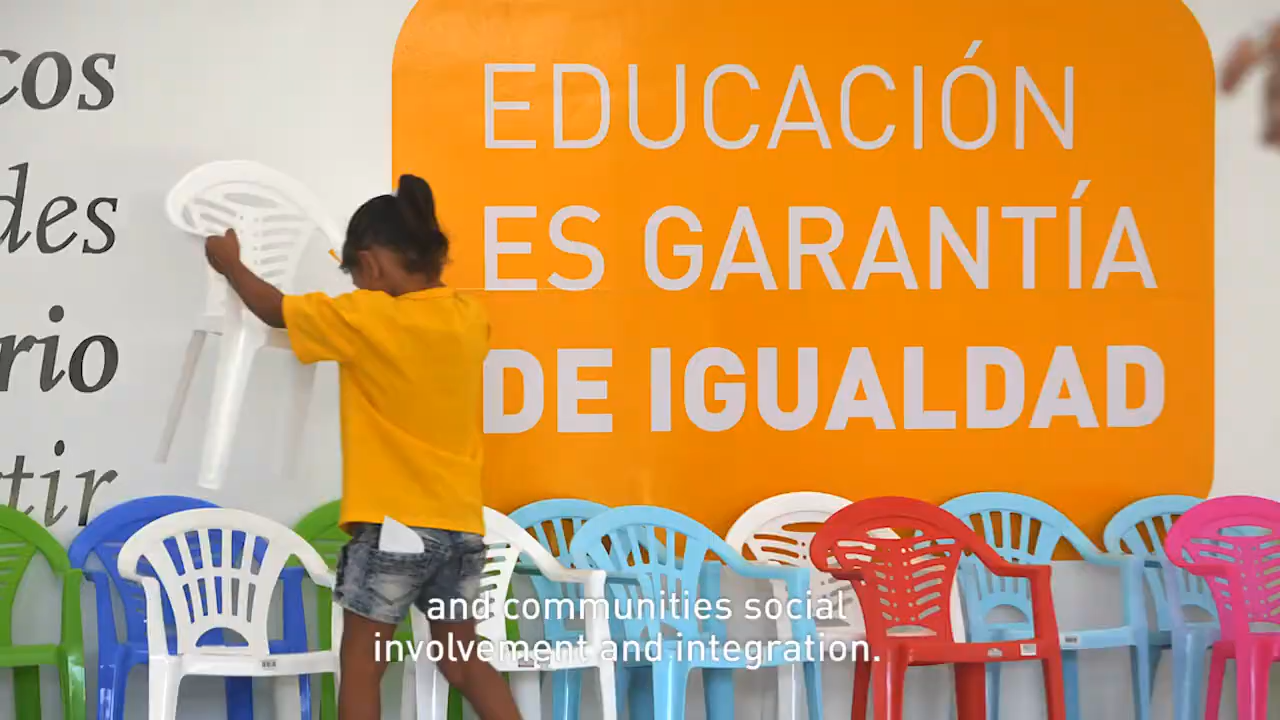 cos
des
rio
tir
EDUCACIÓN
ES GARANTÍA
DE IGUALDAD
and communities social
involvement and integration.